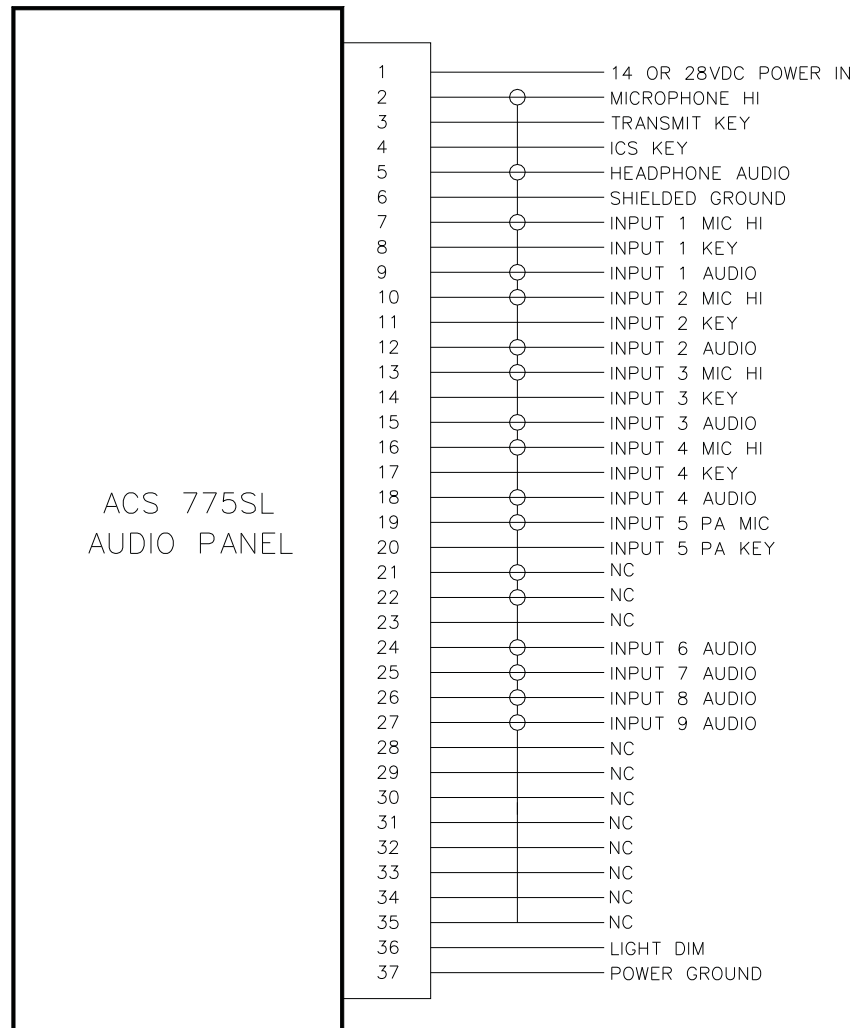 ACS 775SL
AUDIO PANEL
1 14 OR 28VDC POWER IN
2 MICROPHONE HI
3 TRANSMIT KEY
4 ICS KEY
5 HEADPHONE AUDIO
6 SHIELDED GROUND
7 INPUT 1 MIC HI
8 INPUT 1 KEY
9 INPUT 1 AUDIO
10 INPUT 2 MIC HI
11 INPUT 2 KEY
12 INPUT 2 AUDIO
13 INPUT 3 MIC HI
14 INPUT 3 KEY
15 INPUT 3 AUDIO
16 INPUT 4 MIC HI
17 INPUT 4 KEY
18 INPUT 4 AUDIO
19 INPUT 5 PA MIC
20 INPUT 5 PA KEY
21 NC
22 NC
23 NC
24 INPUT 6 AUDIO
25 INPUT 7 AUDIO
26 INPUT 8 AUDIO
27 INPUT 9 AUDIO
28 NC
29 NC
30 NC
31 NC
32 NC
33 NC
34 NC
35 NC
36 LIGHT DIM
37 POWER GROUND